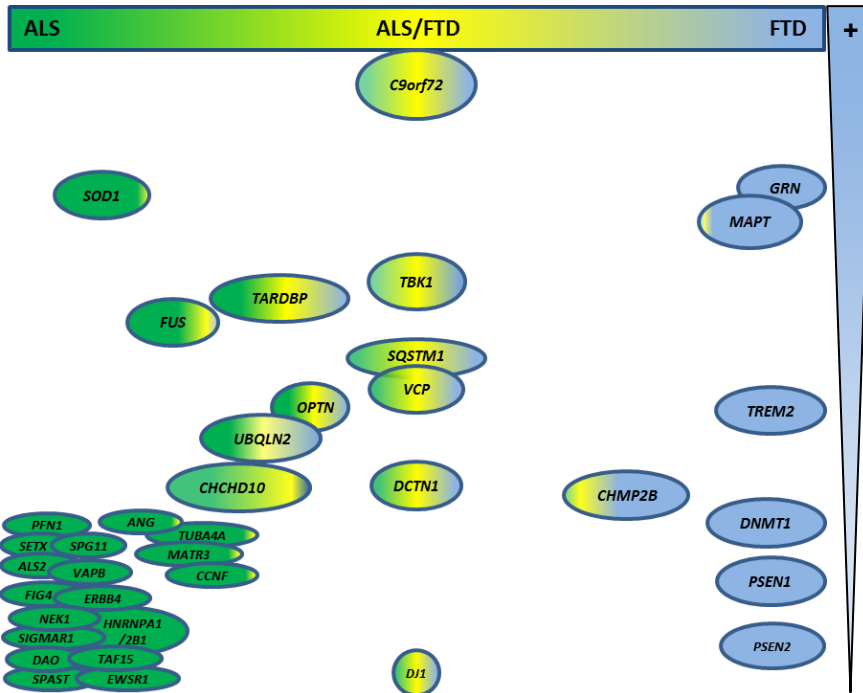 ALS ALS/FTD FTD +
C9orf72
SOD1
GRN
MAPT
TBK1
TARDBP
FUS
SQSTM1
VCP
OPTN
TREM2
UBQLN2
CHCHD10
DCTN1
CHMP2B
DNMT1
PFN1
ANG
TUBA4A
SETX
SPG11
MATR3
ALS2
VAPB
CCNF
PSEN1
FIG4
ERBB4
NEK1
HNRNPA1
/2B1
SIGMAR1
PSEN2
DAO
TAF15
DJ1
SPAST
EWSR1